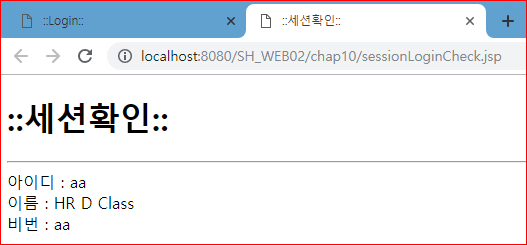 ::Login::
::세션확인::
localhost:8080/SH_WEB02/chap10/sessionLoginCheck.jsp
::세션확인::
아이디 : aa
이름 : HR D Class
비번 : aa